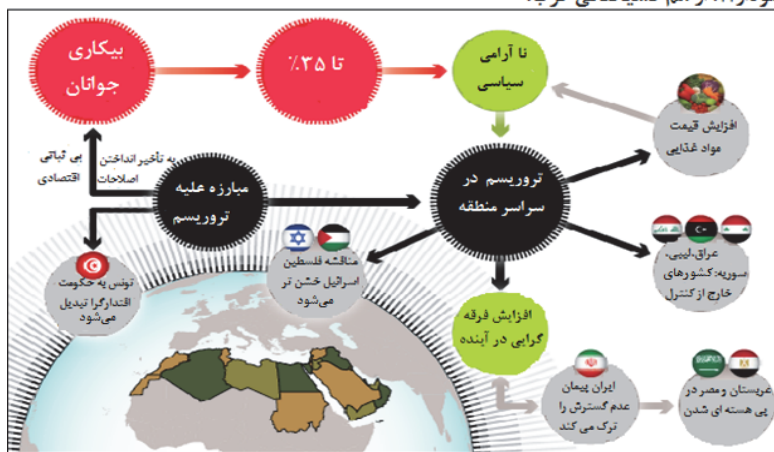 بیکاری
جوانان
تا ۳۵٪
نا آرامی
سیاسی
افزایش قیمت
مواد غذایی
بی ثباتی
اقتصادی
به تأخیر انداختن
اصلاحات
مبارزه علیه
تروریسم
تروریسم در
سراسر منطقه
تونس به حکومت
اقتدارگرا تبدیل
می‌شود
مناقشه فلسطین
اسرائیل خشن تر
می‌شود
عراق، لیبی،
سوریه: کشورهای
خارج از کنترل
افزایش فرقه
گرایی در آینده
ایران پیمان
عدم گسترش را
ترک می کند
عربستان و مصر در
پی هسته ای شدن